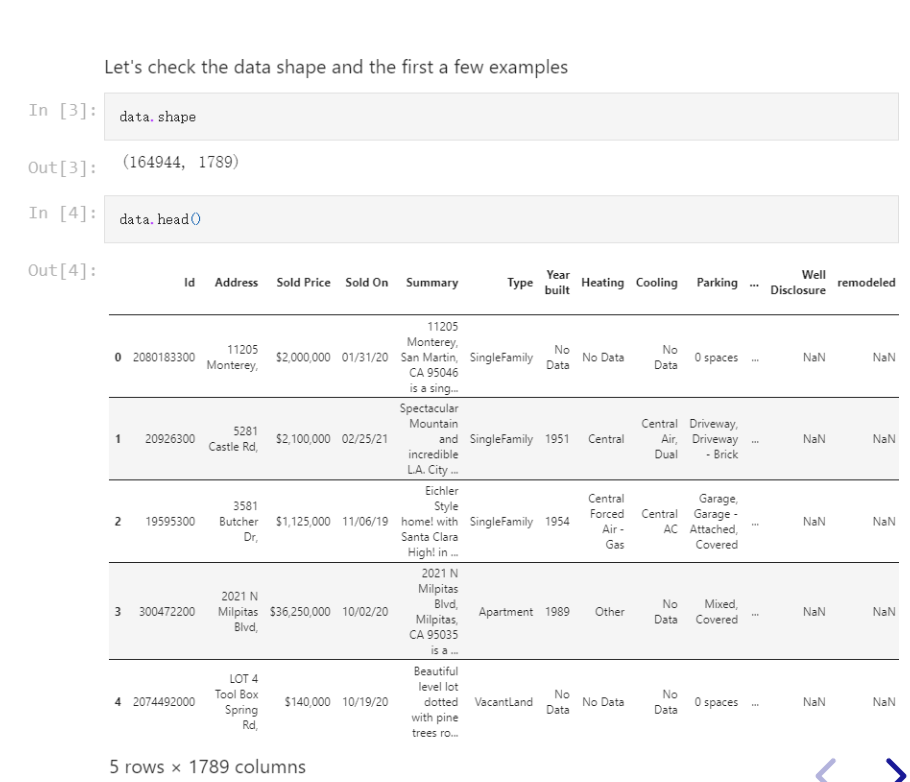 Let's check the data shape and the first a few examples
In [3]: data.shape
Out[3]: (164944, 1789)
In [4]: data.head()
Out[4]:
Id Address Sold Price Sold On Summary Type Year built Heating Cooling Parking ... Well Disclosure remodeled
0 2080183300 11205 Monterey, $2,000,000 01/31/20 11205 Monterey, San Martin, CA 95046 is a sing... SingleFamily No Data No Data No Data 0 spaces ... NaN NaN
1 20926300 5281 Castle Rd, $2,100,000 02/25/21 Spectacular Mountain and incredible L.A. City ... SingleFamily 1951 Central Central Air, Dual Driveway, Driveway - Brick ... NaN NaN
2 19595300 3581 Butcher Dr, $1,125,000 11/06/19 Eichler Style home! with Santa Clara High! in ... SingleFamily 1954 Central Forced Air - Gas Central AC Garage, Garage - Attached, Covered ... NaN NaN
3 300472200 2021 N Milpitas Blvd, $36,250,000 10/02/20 2021 N Milpitas Blvd, Milpitas, CA 95035 is a ... Apartment 1989 Other No Data Mixed, Covered ... NaN NaN
4 2074492000 LOT 4 Tool Box Spring Rd, $140,000 10/19/20 Beautiful level lot dotted with pine trees ro... VacantLand No Data No Data No Data 0 spaces ... NaN NaN
5 rows × 1789 columns